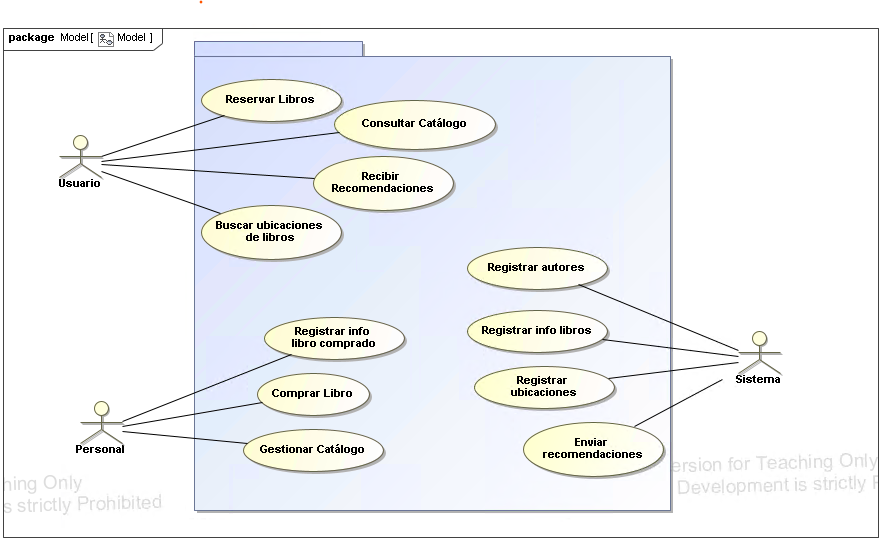 package Model [ Model ]
Reservar Libros
Consultar Catálogo
Recibir
Recomendaciones
Usuario
Buscar ubicaciones
de libros
Registrar autores
Registrar info
libro comprado
Registrar info libros
Registrar
ubicaciones
Sistema
Comprar Libro
Personal
Gestionar Catálogo
Enviar
recomendaciones
ersion for Teaching Only
Development is strictly
hing Only
s strictly Prohibited